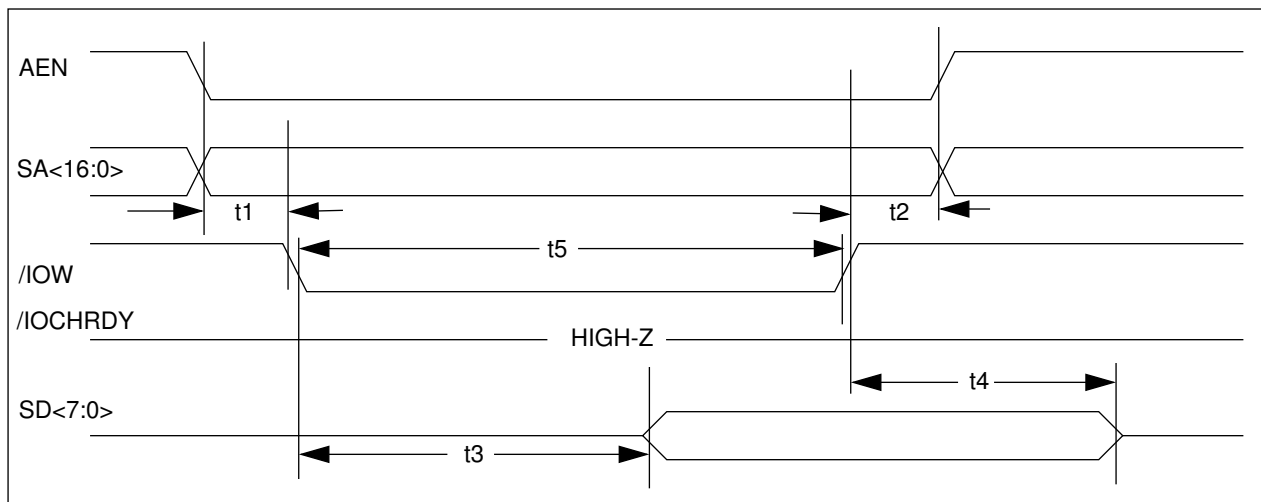 AEN
SA<16:0>
t1
t2
t5
/IOW
/IOCHRDY
HIGH-Z
t4
SD<7:0>
t3